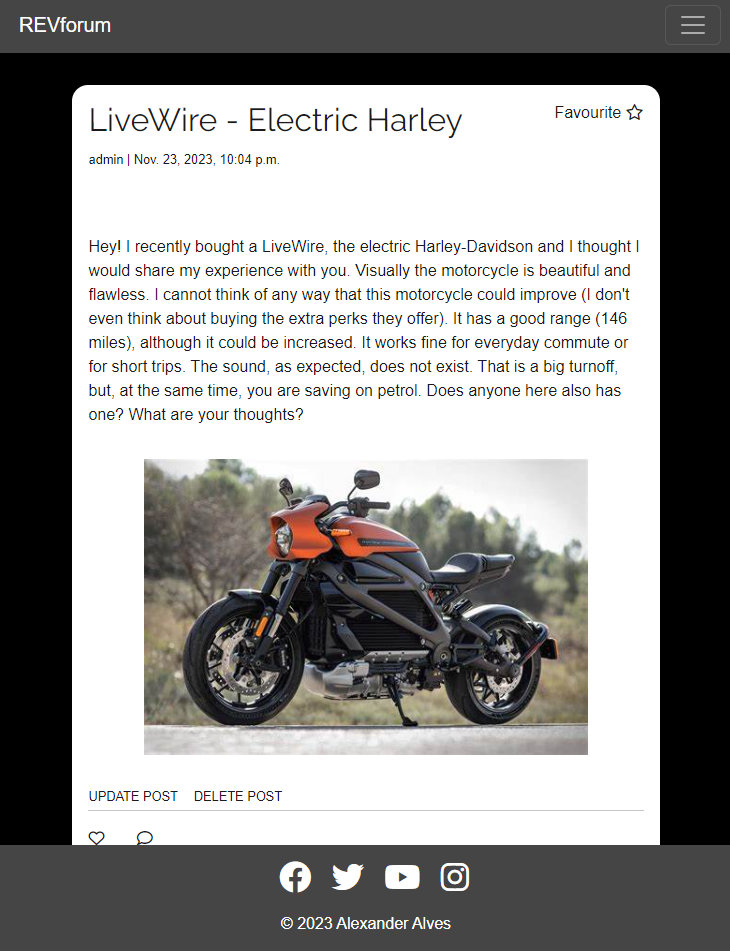 REVforum
LiveWire - Electric Harley
Favourite
admin | Nov. 23, 2023, 10:04 p.m.
Hey! I recently bought a LiveWire, the electric Harley-Davidson and I thought I
would share my experience with you. Visually the motorcycle is beautiful and
flawless. I cannot think of any way that this motorcycle could improve (I don't
even think about buying the extra perks they offer). It has a good range (146
miles), although it could be increased. It works fine for everyday commute or
for short trips. The sound, as expected, does not exist. That is a big turnoff,
but, at the same time, you are saving on petrol. Does anyone here also has
one? What are your thoughts?
UPDATE POST DELETE POST
© 2023 Alexander Alves